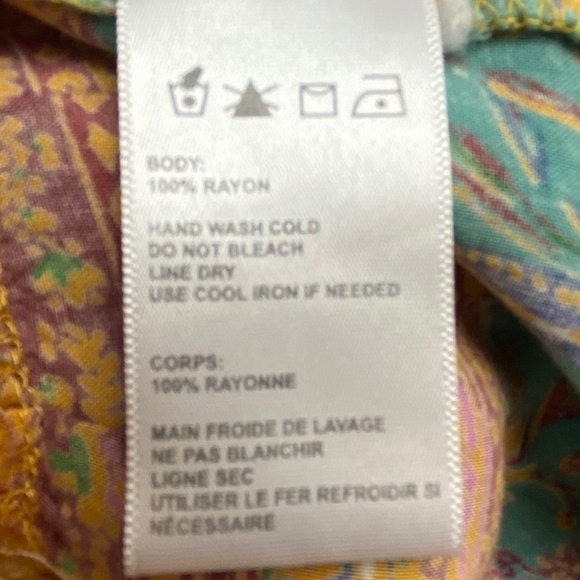 BODY:
100% RAYON
HAND WASH COLD
DO NOT BLEACH
LINE DRY
USE COOL IRON IF NEEDED
CORPS:
100% RAYONNE
MAIN FROIDE DE LAVAGE
NE PAS BLANCHIR
LIGNE SEC
UTILISER LE FER REFROIDIR SI
NÉCESSAIRE